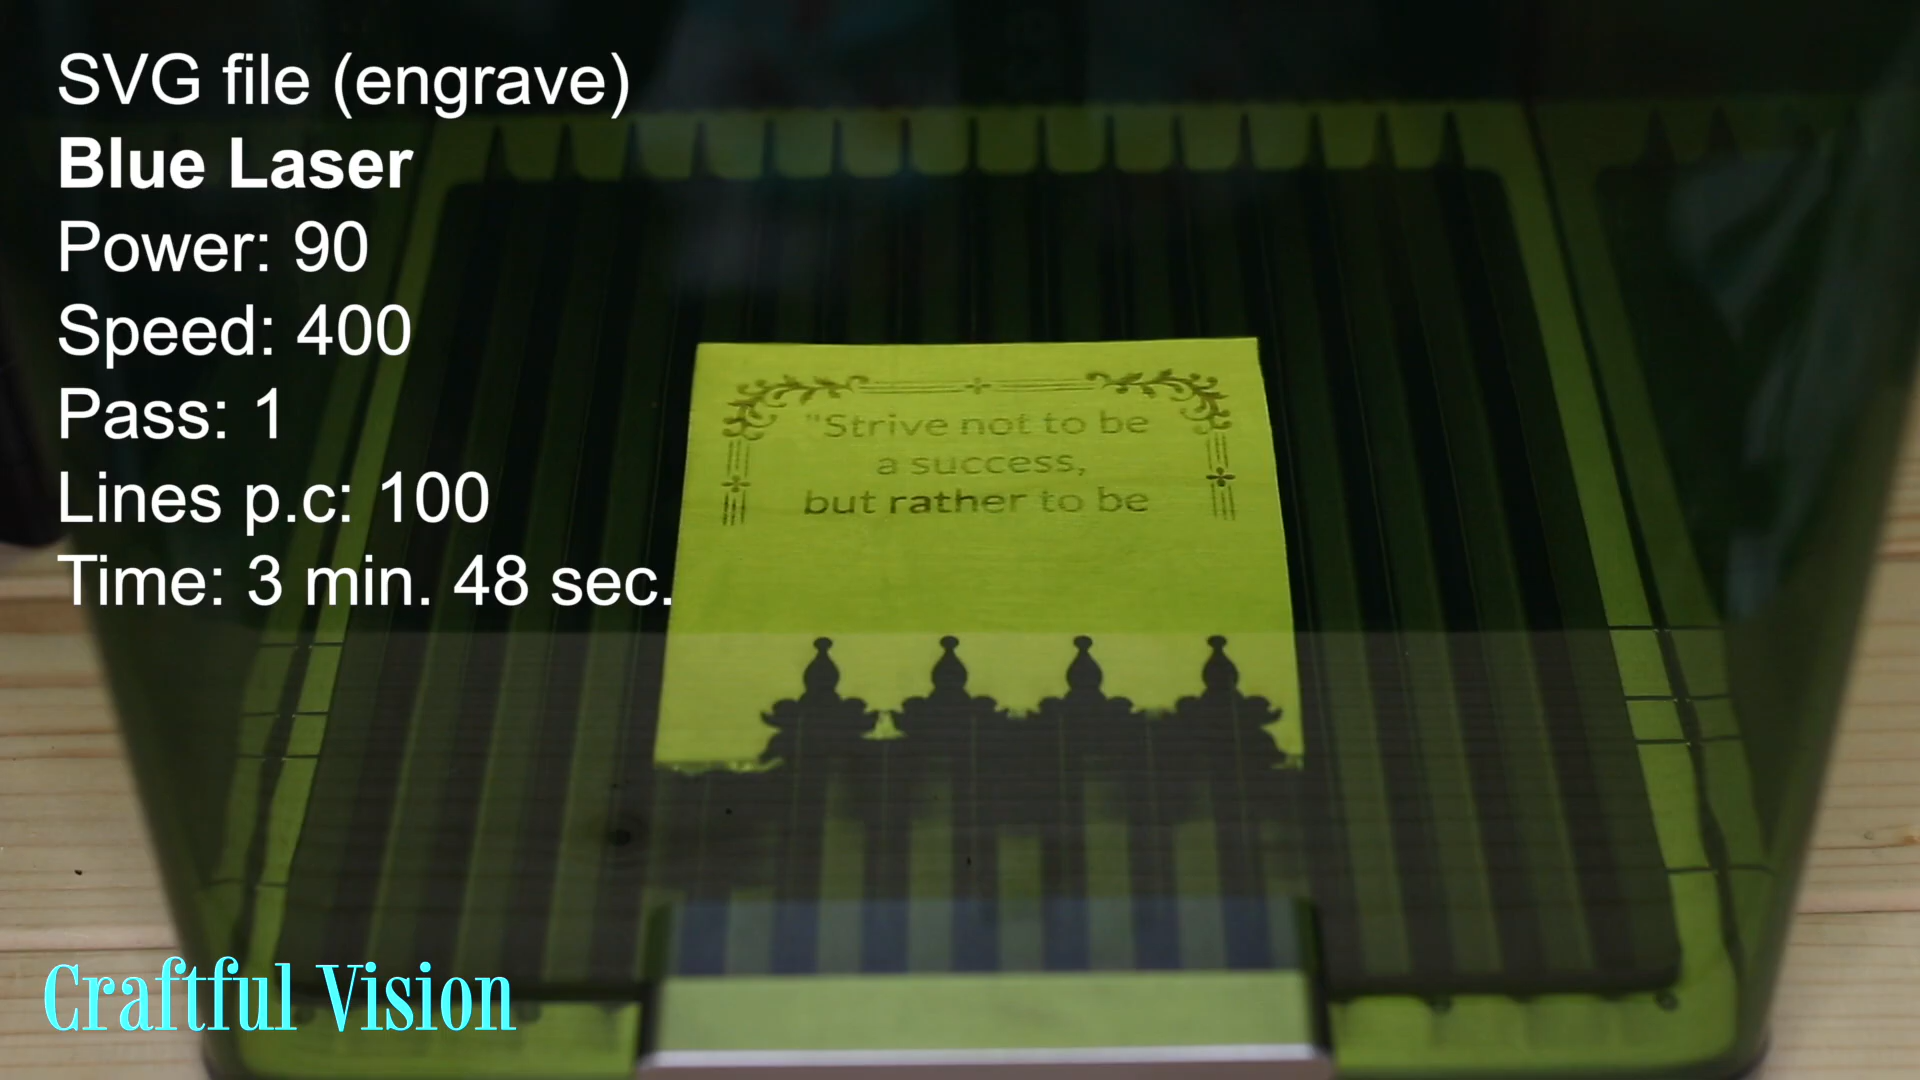 SVG file (engrave)
Blue Laser
Power: 90
Speed: 400
Pass: 1
Lines p.c: 100
Time: 3 min. 48 sec.
"Strive not to be
a success,
but rather to be
Craftful Vision